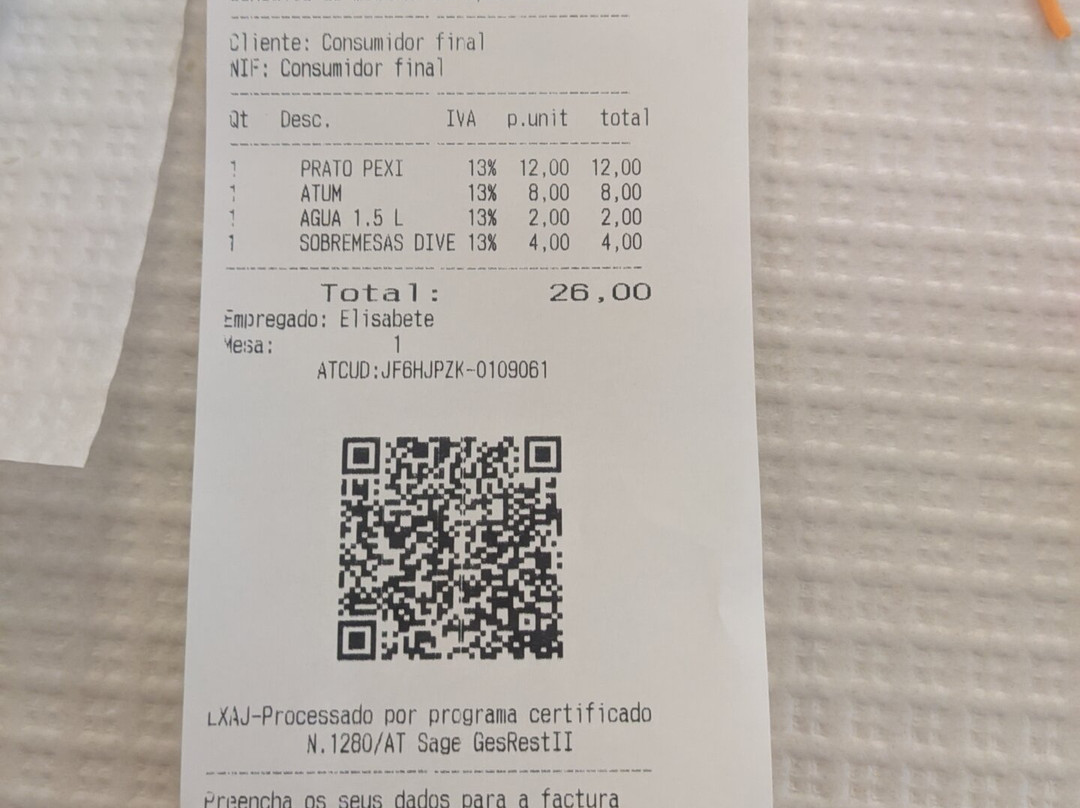 Cliente: Consumidor final
NIF: Consumidor final
Qt Desc. IVA p.unit total
1 PRATO PEXI 13% 12,00 12,00
1 ATUM 13% 8,00 8,00
1 AGUA 1.5 L 13% 2,00 2,00
1 SOBREMESAS DIVE 13% 4,00 4,00
Total: 26,00
Empregado: Elisabete
Mesa: 1
ATCUD:JF6HJPZK-0109061
LXAJ-Processado por programa certificado
N.1280/AT Sage GesRestII
Preencha os seus dados para a factura